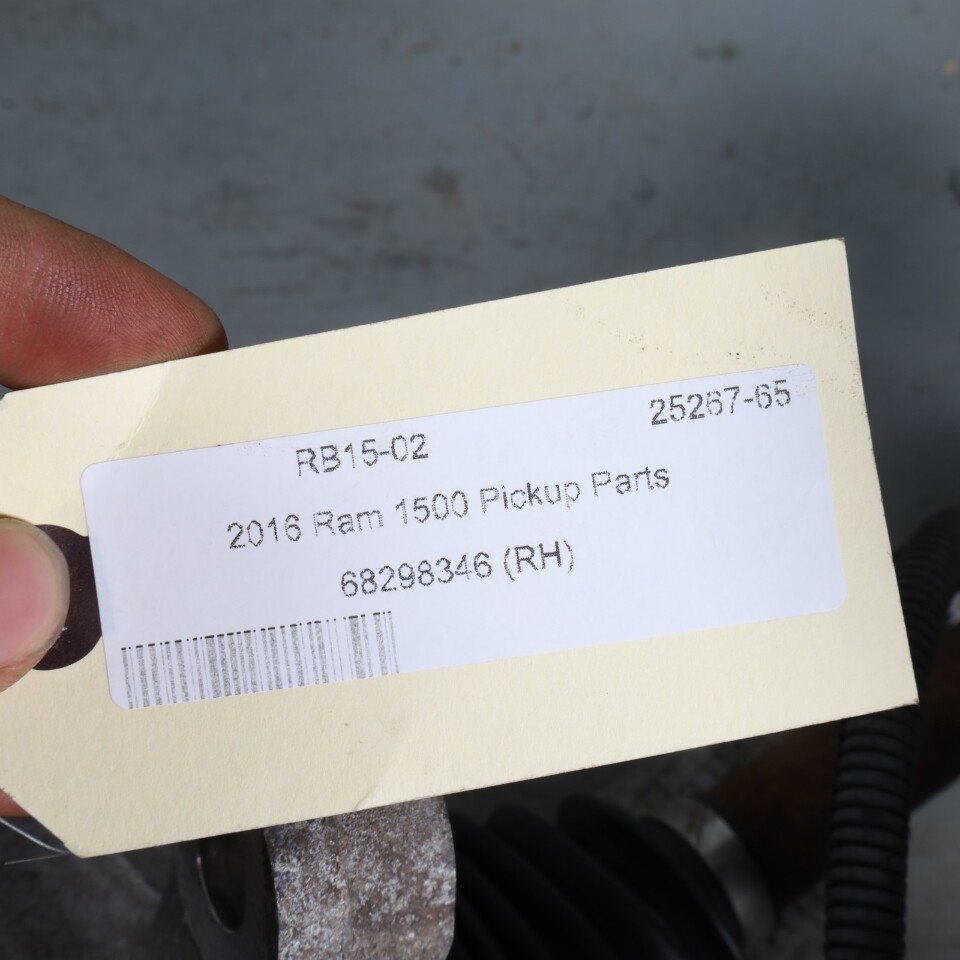 RB15-02 25267-65
2016 Ram 1500 Pickup Parts
68298346 (RH)